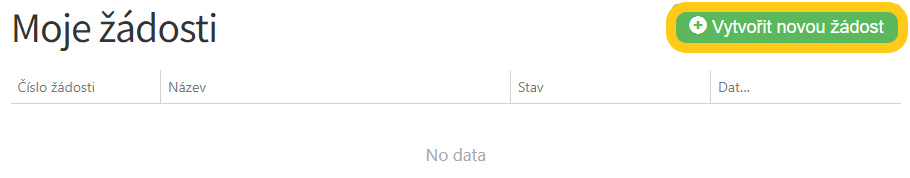 Moje žádosti
Vytvořit novou žádost
Číslo žádosti Název Stav Dat...
No data